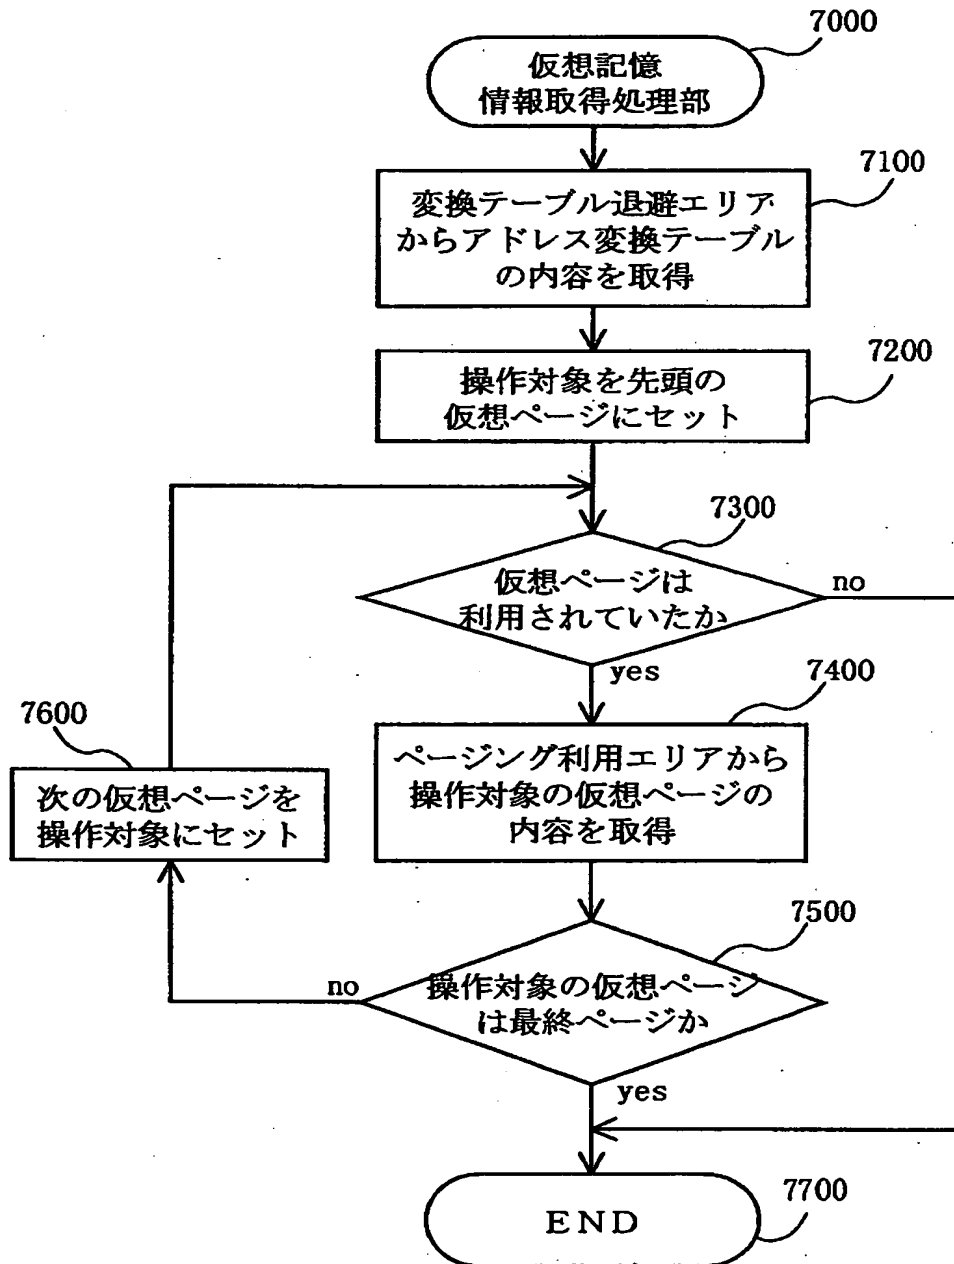 7000
仮想記憶
情報取得処理部
7100
変換テーブル退避エリア
からアドレス変換テーブル
の内容を取得
7200
操作対象を先頭の
仮想ページにセット
7300
仮想ページは
利用されていたか
no
yes
7400
ページング利用エリアから
操作対象の仮想ページの
内容を取得
7600
次の仮想ページを
操作対象にセット
7500
操作対象の仮想ページ
は最終ページか
no
yes
7700
END